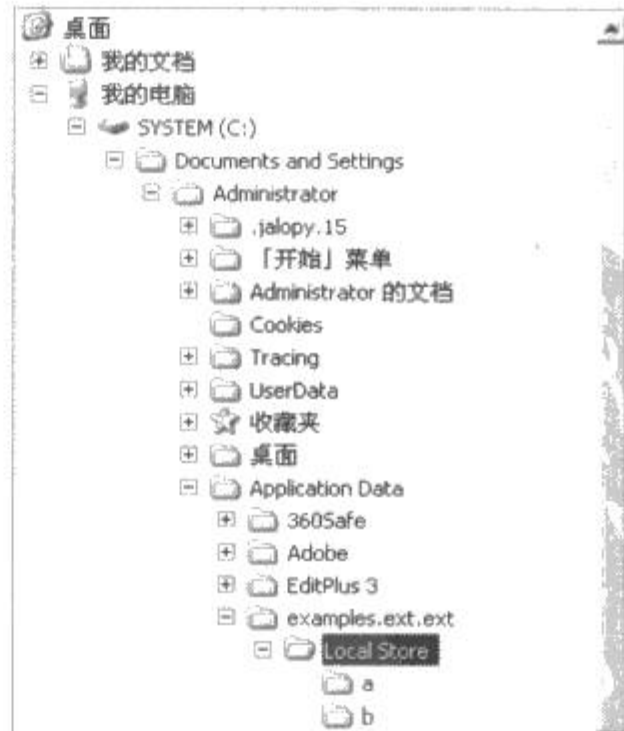 桌面
我的文档
我的电脑
SYSTEM (C:)
Documents and Settings
Administrator
.jalopy.15
「开始」菜单
Administrator 的文档
Cookies
Tracing
UserData
收藏夹
桌面
Application Data
360Safe
Adobe
EditPlus 3
examples.ext.ext
Local Store
a
b